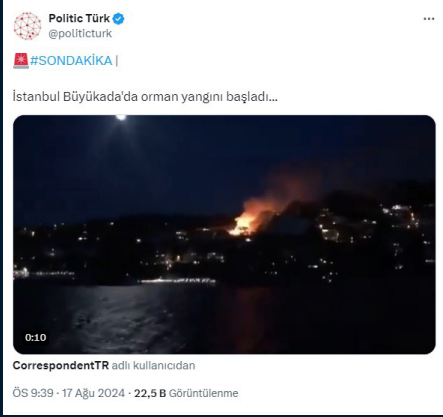 Politic Türk
@politicturk
#SONDAKİKA |
İstanbul Büyükada'da orman yangını başladı...
0:10
CorrespondentTR adlı kullanıcıdan
ÖS 9:39 · 17 Ağu 2024 · 22,5 B Görüntülenme